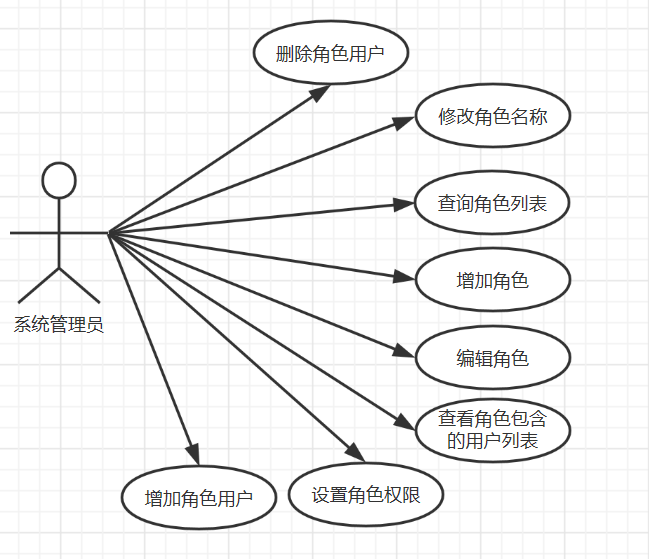 删除角色用户
修改角色名称
查询角色列表
增加角色
系统管理员
编辑角色
查看角色包含
的用户列表
增加角色用户
设置角色权限